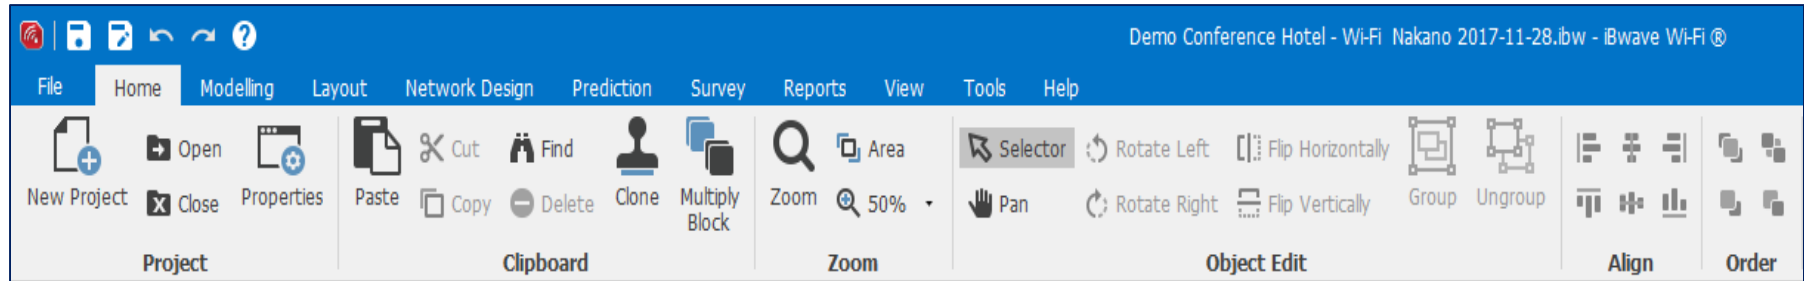 Demo Conference Hotel - Wi-Fi Nakano 2017-11-28.ibw - iBwave Wi-Fi ®
File Home Modelling Layout Network Design Prediction Survey Reports View Tools Help
Open Cut Find Area Selector Rotate Left Flip Horizontally
New Project Close Properties Paste Copy Delete Clone Multiply Zoom 50% Pan Rotate Right Flip Vertically Group Ungroup
Block
Project Clipboard Zoom Object Edit Align Order